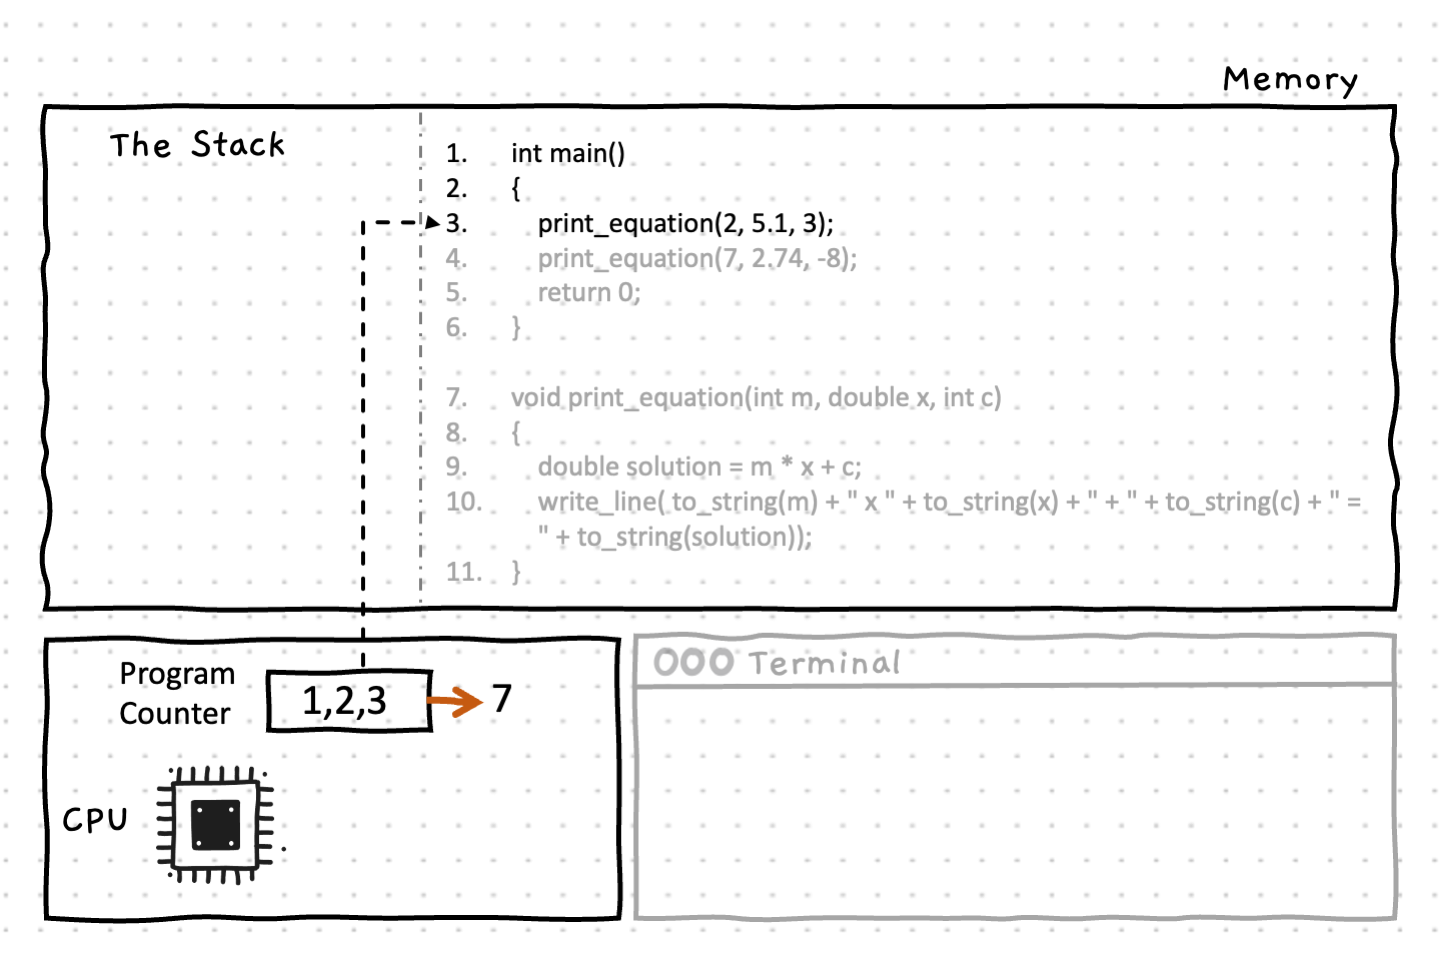 Memory
The Stack
1. int main()
2. {
3. print_equation(2, 5.1, 3);
4. print_equation(7, 2.74, -8);
5. return 0;
6. }
7. void print_equation(int m, double x, int c)
8. {
9. double solution = m * x + c;
10. write_line( to_string(m) + " x " + to_string(x) + " + " + to_string(c) + " =
" + to_string(solution));
11. }
Program
Counter
1,2,3
7
CPU
Terminal